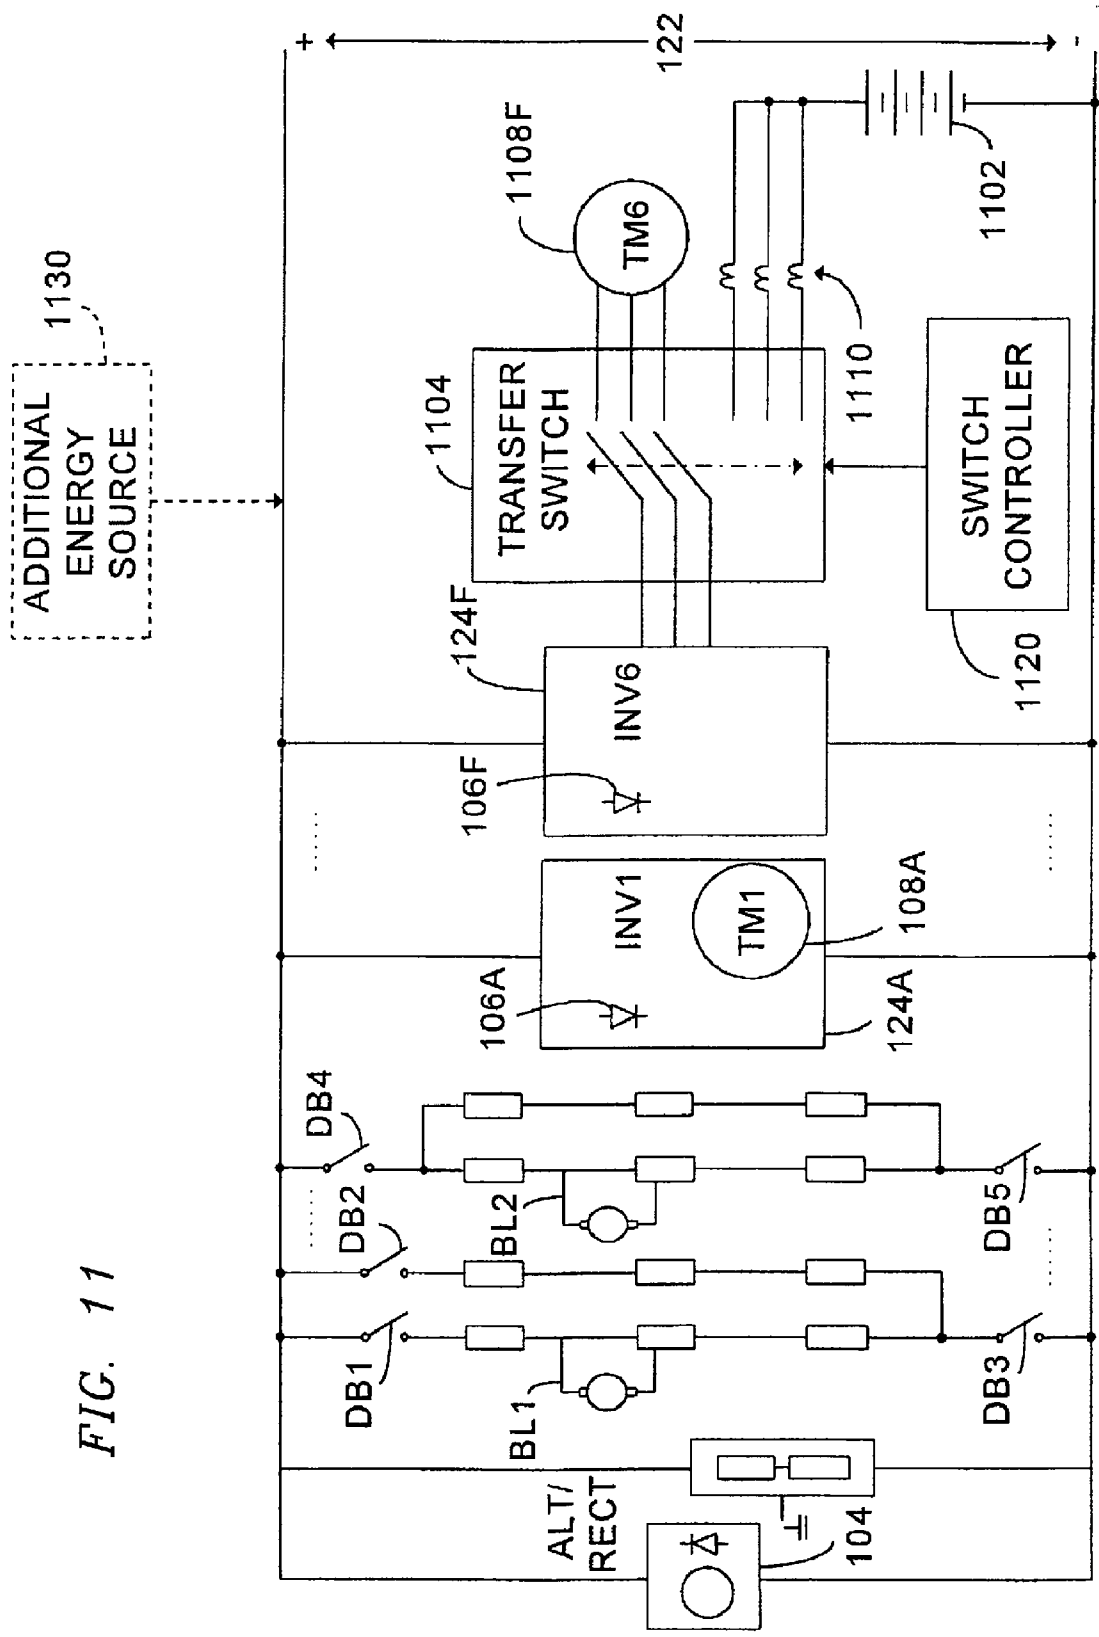 FIG. 11
ADDITIONAL
ENERGY
SOURCE
1130
+
122
-
ALT/
RECT
104
DB1
DB2
DB4
BL1
BL2
DB3
DB5
106A
INV1
TM1
108A
124A
106F
INV6
124F
1104
TRANSFER
SWITCH
1108F
TM6
1110
1102
SWITCH
CONTROLLER
1120